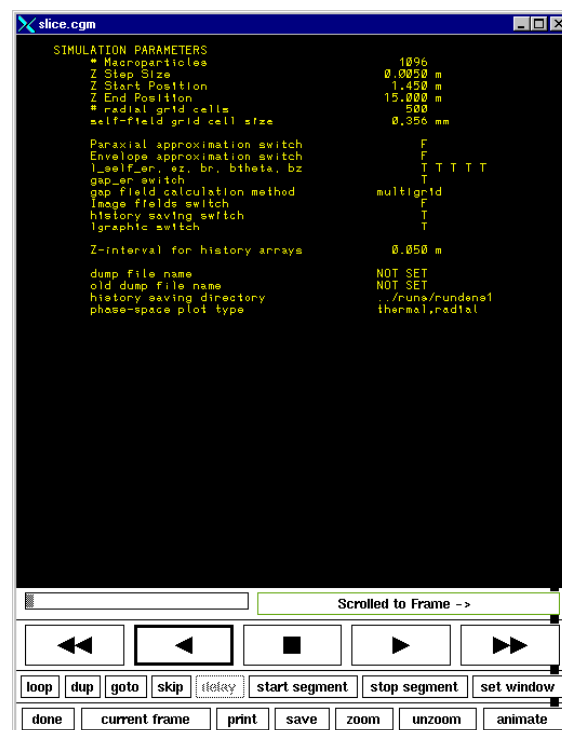 slice.cgm
SIMULATION PARAMETERS
# Macroparticles 1096
Z Step Size 0.0050 m
Z Start Position 1.450 m
Z End Position 15.000 m
# radial grid cells 500
self-field grid cell size 0.356 mm
Paraxial approximation switch F
Envelope approximation switch F
l_self_er, ez, br, btheta, bz T T T T T
gap_er switch T
gap field calculation method multigrid
Image fields switch F
history saving switch T
igraphic switch T
Z-interval for history arrays 0.050 m
dump file name NOT SET
old dump file name NOT SET
history saving directory ../runs/rundens1
phase-space plot type thermal,radial
Scrolled to Frame ->
loop dup goto skip delay start segment stop segment set window
done current frame print save zoom unzoom animate